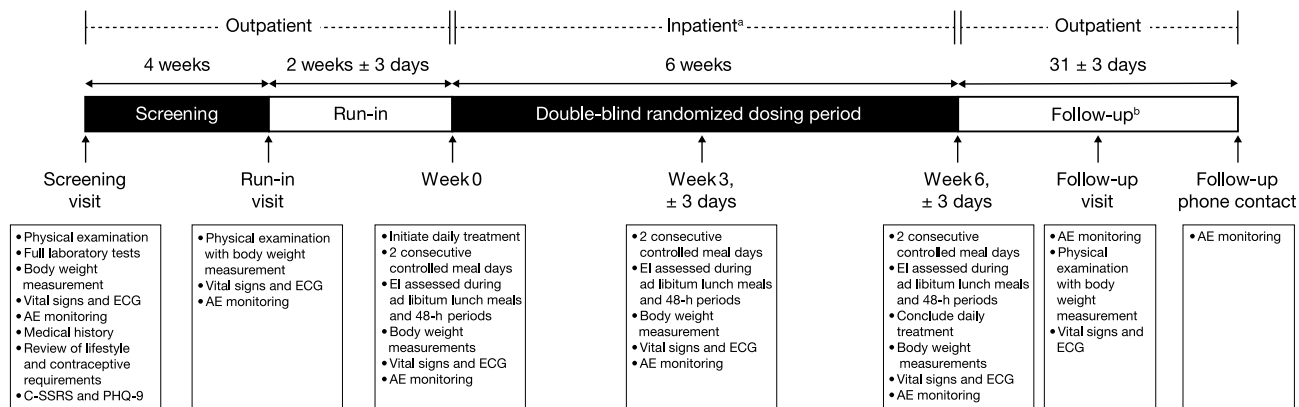 Outpatient
Inpatientᵃ
Outpatient
4 weeks
2 weeks ± 3 days
6 weeks
31 ± 3 days
Screening
Run-in
Double-blind randomized dosing period
Follow-upᵇ
Screening
visit
Run-in
visit
Week 0
Week 3,
± 3 days
Week 6,
± 3 days
Follow-up
visit
Follow-up
phone contact
• Physical examination
• Full laboratory tests
• Body weight
measurement
• Vital signs and ECG
• AE monitoring
• Medical history
• Review of lifestyle
and contraceptive
requirements
• C-SSRS and PHQ-9
• Physical examination
with body weight
measurement
• Vital signs and ECG
• AE monitoring
• Initiate daily treatment
• 2 consecutive
controlled meal days
• EI assessed during
ad libitum lunch meals
and 48-h periods
• Body weight
measurements
• Vital signs and ECG
• AE monitoring
• 2 consecutive
controlled meal days
• EI assessed during
ad libitum lunch meals
and 48-h periods
• Body weight
measurement
• Vital signs and ECG
• AE monitoring
• 2 consecutive
controlled meal days
• EI assessed during
ad libitum lunch meals
and 48-h periods
• Conclude daily
treatment
• Body weight
measurements
• Vital signs and ECG
• AE monitoring
• AE monitoring
• Physical examination
with body weight
measurement
• Vital signs and
ECG
• AE monitoring